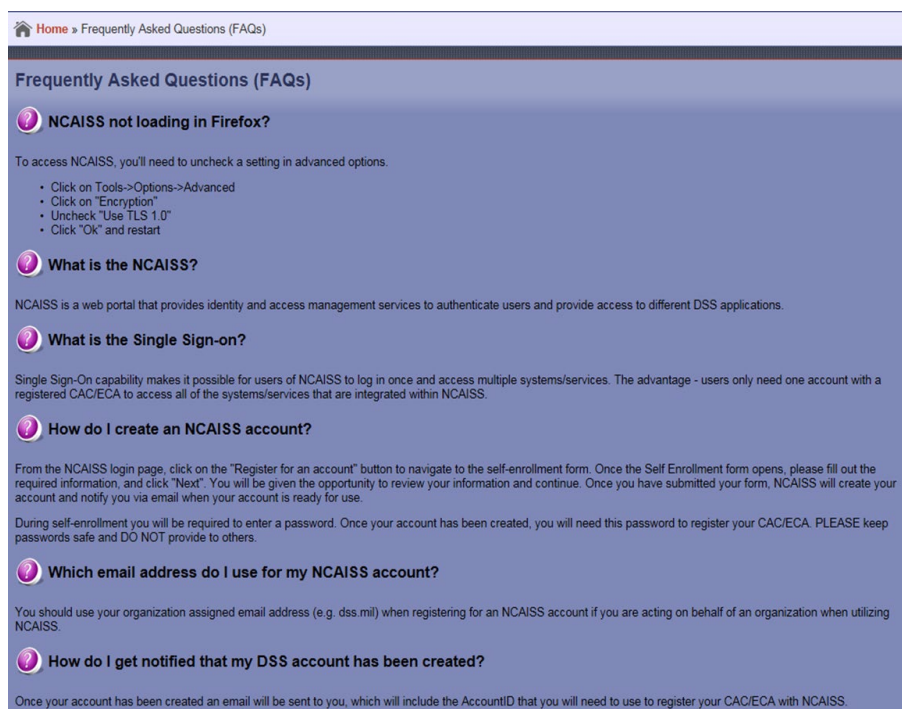 Home » Frequently Asked Questions (FAQs)
Frequently Asked Questions (FAQs)
? NCAISS not loading in Firefox?
To access NCAISS, you'll need to uncheck a setting in advanced options.
• Click on Tools->Options->Advanced
• Click on "Encryption"
• Uncheck "Use TLS 1.0"
• Click "Ok" and restart
? What is the NCAISS?
NCAISS is a web portal that provides identity and access management services to authenticate users and provide access to different DSS applications.
? What is the Single Sign-on?
Single Sign-On capability makes it possible for users of NCAISS to log in once and access multiple systems/services. The advantage - users only need one account with a
registered CAC/ECA to access all of the systems/services that are integrated within NCAISS.
? How do I create an NCAISS account?
From the NCAISS login page, click on the "Register for an account" button to navigate to the self-enrollment form. Once the Self Enrollment form opens, please fill out the
required information, and click "Next". You will be given the opportunity to review your information and continue. Once you have submitted your form, NCAISS will create your
account and notify you via email when your account is ready for use.
During self-enrollment you will be required to enter a password. Once your account has been created, you will need this password to register your CAC/ECA. PLEASE keep
passwords safe and DO NOT provide to others.
? Which email address do I use for my NCAISS account?
You should use your organization assigned email address (e.g. dss.mil) when registering for an NCAISS account if you are acting on behalf of an organization when utilizing
NCAISS.
? How do I get notified that my DSS account has been created?
Once your account has been created an email will be sent to you, which will include the AccountID that you will need to use to register your CAC/ECA with NCAISS.